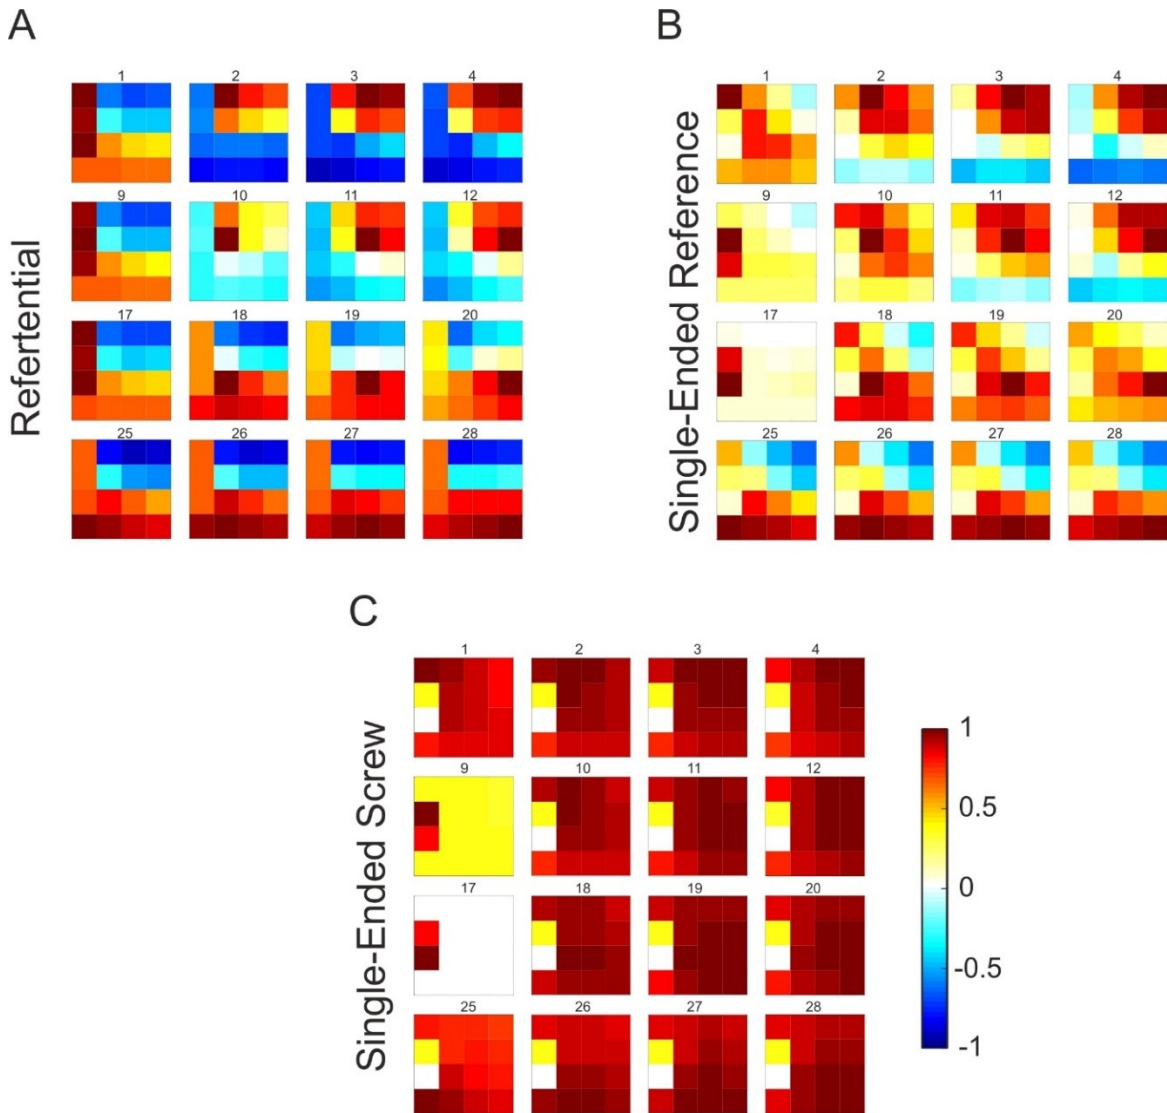 A
B
1 2 3 4
1 2 3 4
9 10 11 12
9 10 11 12
17 18 19 20
17 18 19 20
25 26 27 28
25 26 27 28
Refertential
Single-Ended Reference
C
1 2 3 4
9 10 11 12
17 18 19 20
25 26 27 28
Single-Ended Screw
1
0.5
0
-0.5
-1